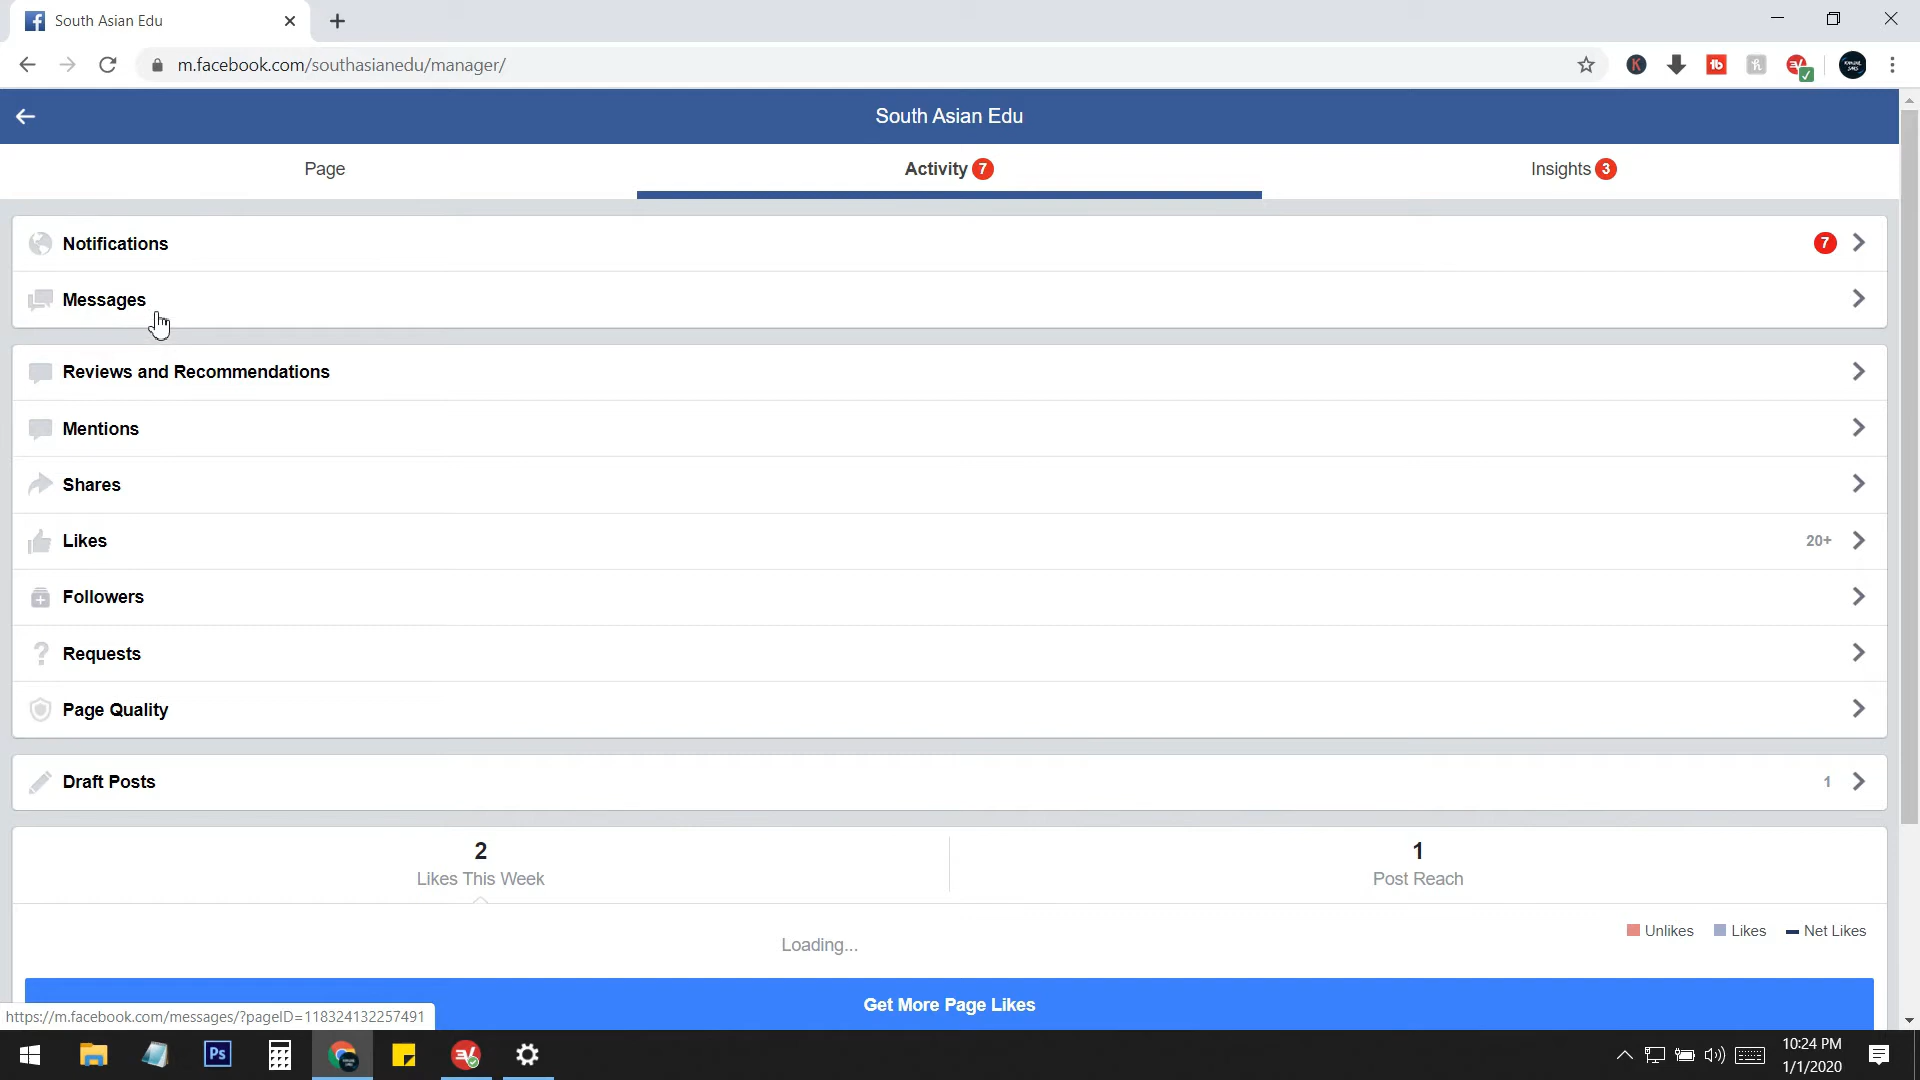 South Asian Edu
m.facebook.com/southasianedu/manager/
South Asian Edu
Page
Activity 7
Insights 3
Notifications
7
Messages
Reviews and Recommendations
Mentions
Shares
Likes
20+
Followers
Requests
Page Quality
Draft Posts
1
2
Likes This Week
1
Post Reach
Unlikes
Likes
Net Likes
Loading...
Get More Page Likes
https://m.facebook.com/messages/?pageID=118324132257491
Ps
10:24 PM
1/1/2020